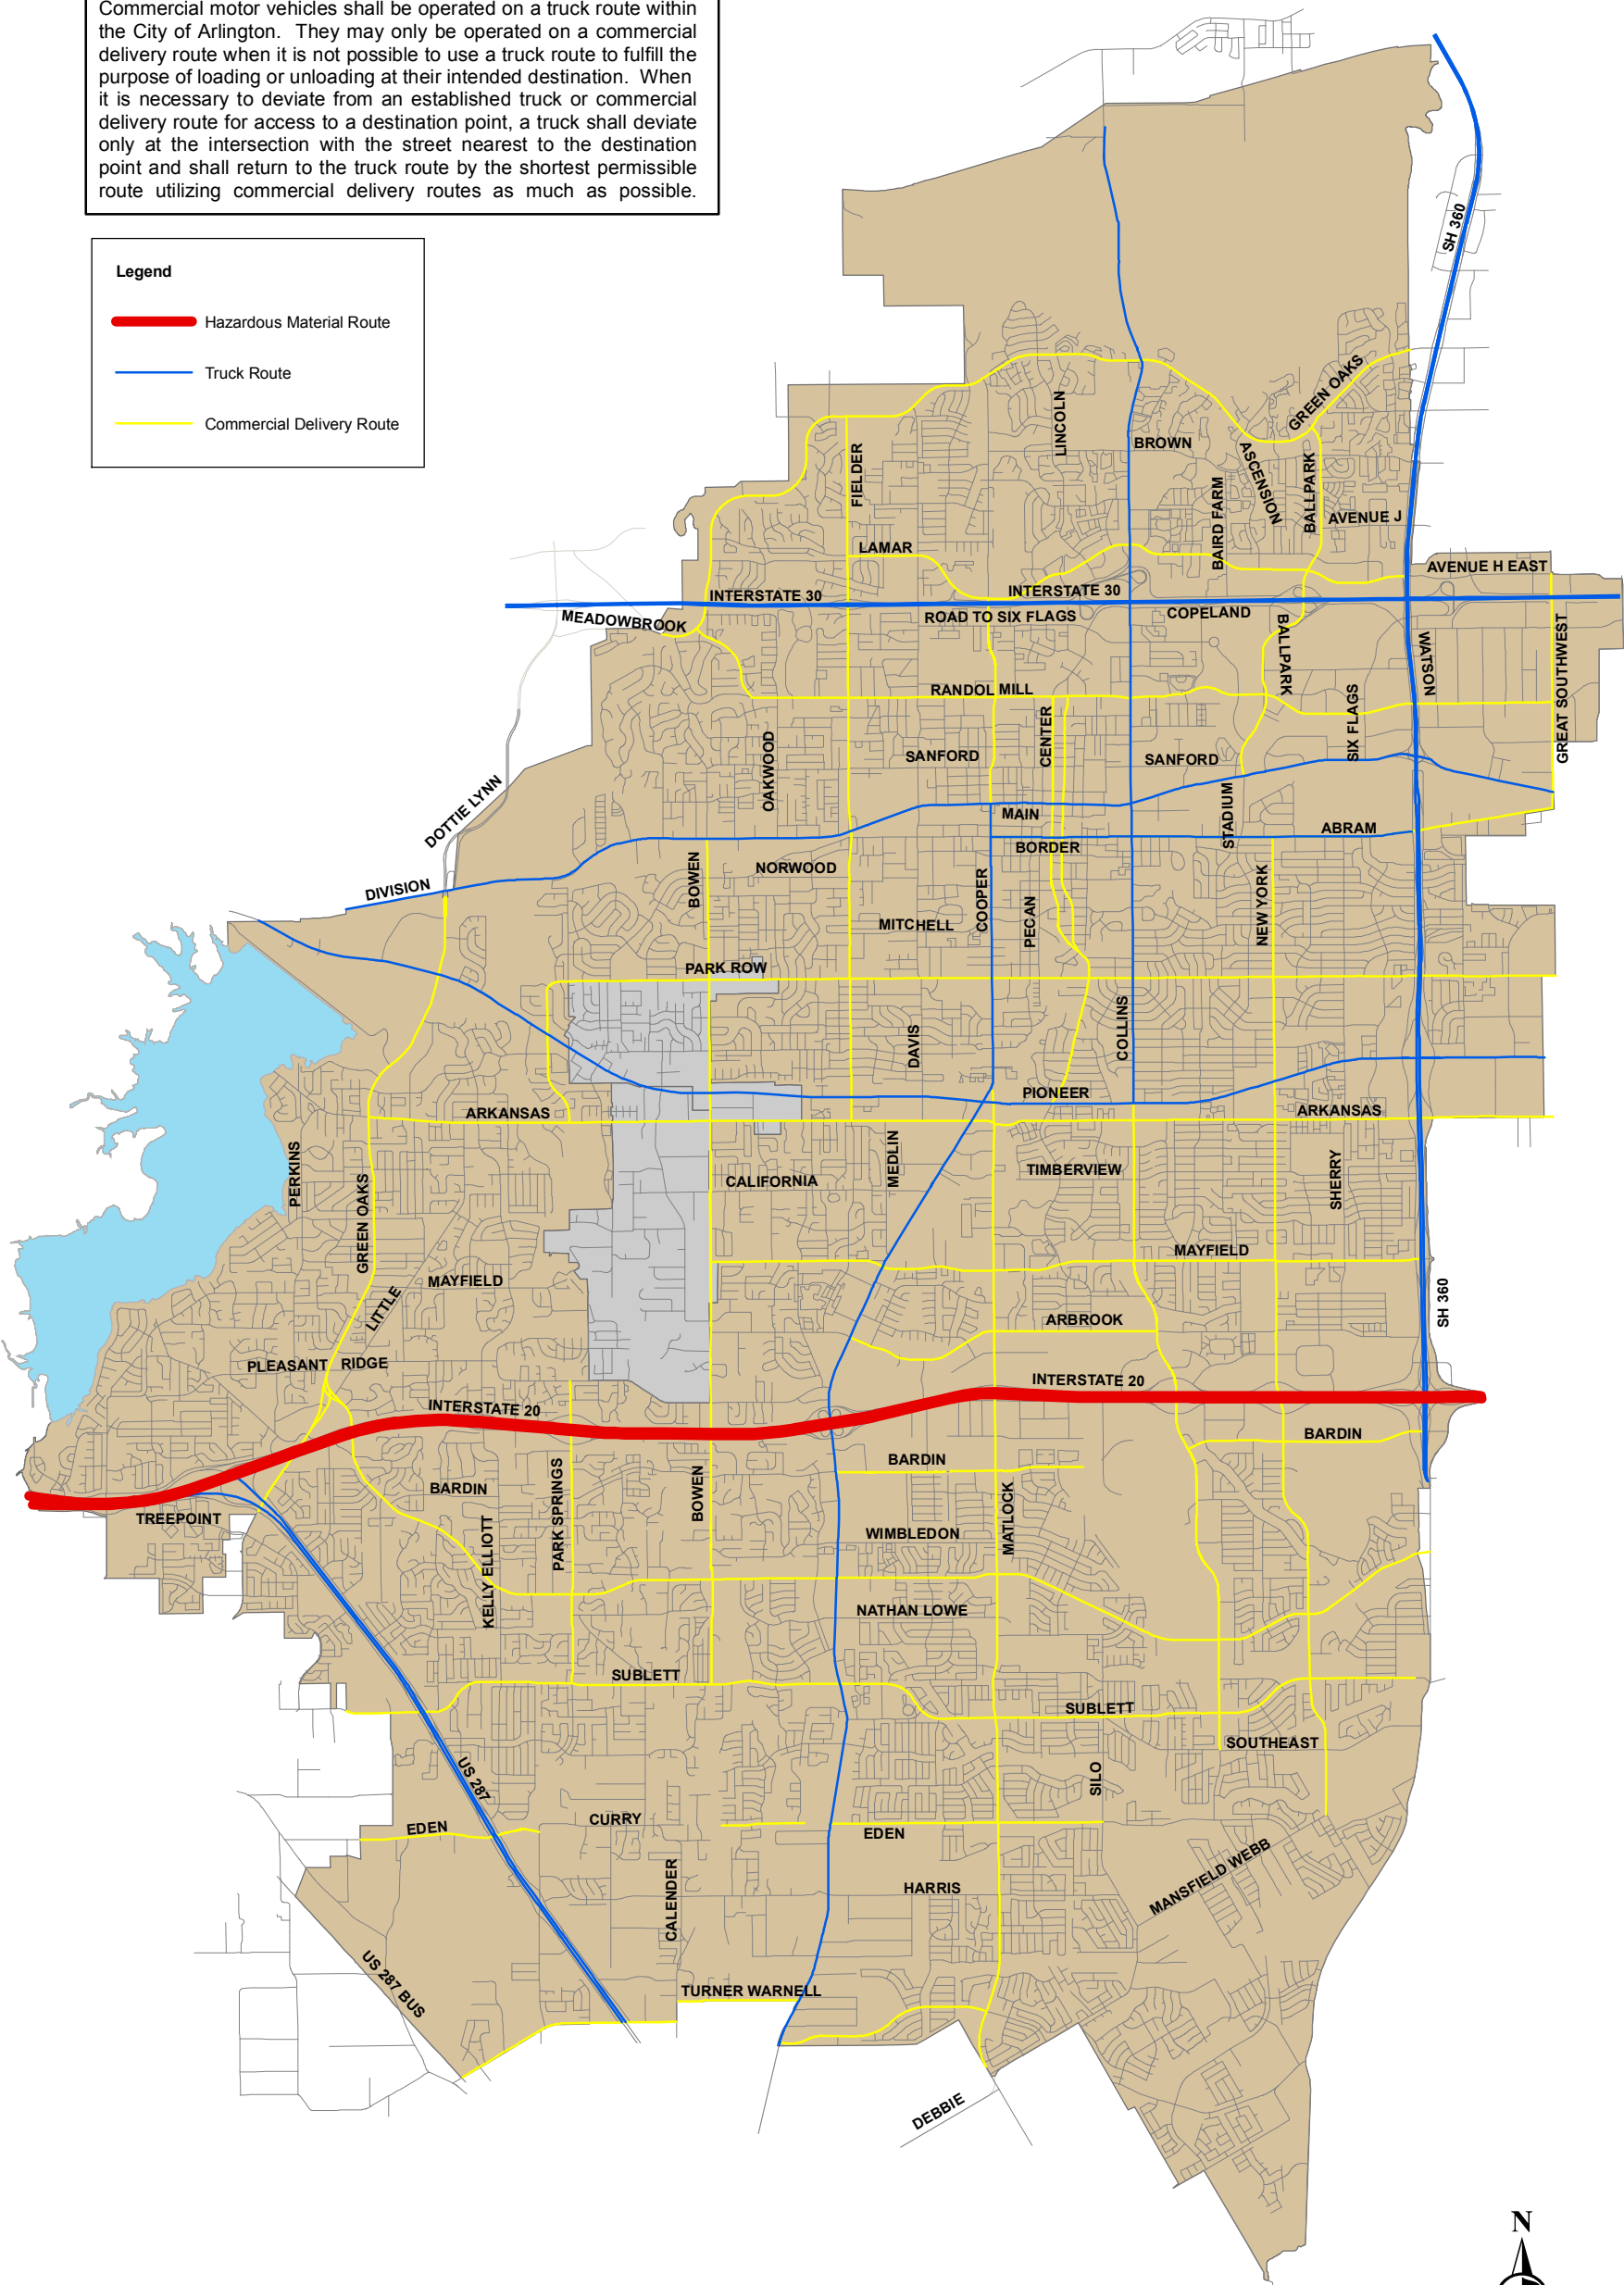 Commercial motor vehicles shall be operated on a truck route within
the City of Arlington. They may only be operated on a commercial
delivery route when it is not possible to use a truck route to fulfill the
purpose of loading or unloading at their intended destination. When
it is necessary to deviate from an established truck or commercial
delivery route for access to a destination point, a truck shall deviate
only at the intersection with the street nearest to the destination
point and shall return to the truck route by the shortest permissible
route utilizing commercial delivery routes as much as possible.
Legend
Hazardous Material Route
Truck Route
Commercial Delivery Route
SH 360
GREEN OAKS
LINCOLN
BROWN
ASCENSION
FIELDER
BALLPARK
BAIRD FARM
AVENUE J
LAMAR
AVENUE H EAST
INTERSTATE 30
INTERSTATE 30
MEADOWBROOK
ROAD TO SIX FLAGS
COPELAND
BALLPARK
WATSON
GREAT SOUTHWEST
RANDOL MILL
SIX FLAGS
CENTER
OAKWOOD
SANFORD
SANFORD
DOTTIE LYNN
MAIN
STADIUM
ABRAM
BORDER
NORWOOD
BOWEN
DIVISION
COOPER
PECAN
NEW YORK
MITCHELL
PARK ROW
DAVIS
COLLINS
PIONEER
ARKANSAS
ARKANSAS
PERKINS
MEDLIN
TIMBERVIEW
CALIFORNIA
SHERRY
GREEN OAKS
MAYFIELD
MAYFIELD
LITTLE
SH 360
ARBROOK
PLEASANT RIDGE
INTERSTATE 20
INTERSTATE 20
BARDIN
BARDIN
BARDIN
PARK SPRINGS
BOWEN
MATLOCK
TREEPOINT
WIMBLEDON
KELLY ELLIOTT
NATHAN LOWE
SUBLETT
SUBLETT
SOUTHEAST
US 287
SILO
CURRY
EDEN
EDEN
MANSFIELD WEBB
HARRIS
CALENDER
US 287 BUS
TURNER WARNELL
DEBBIE
N